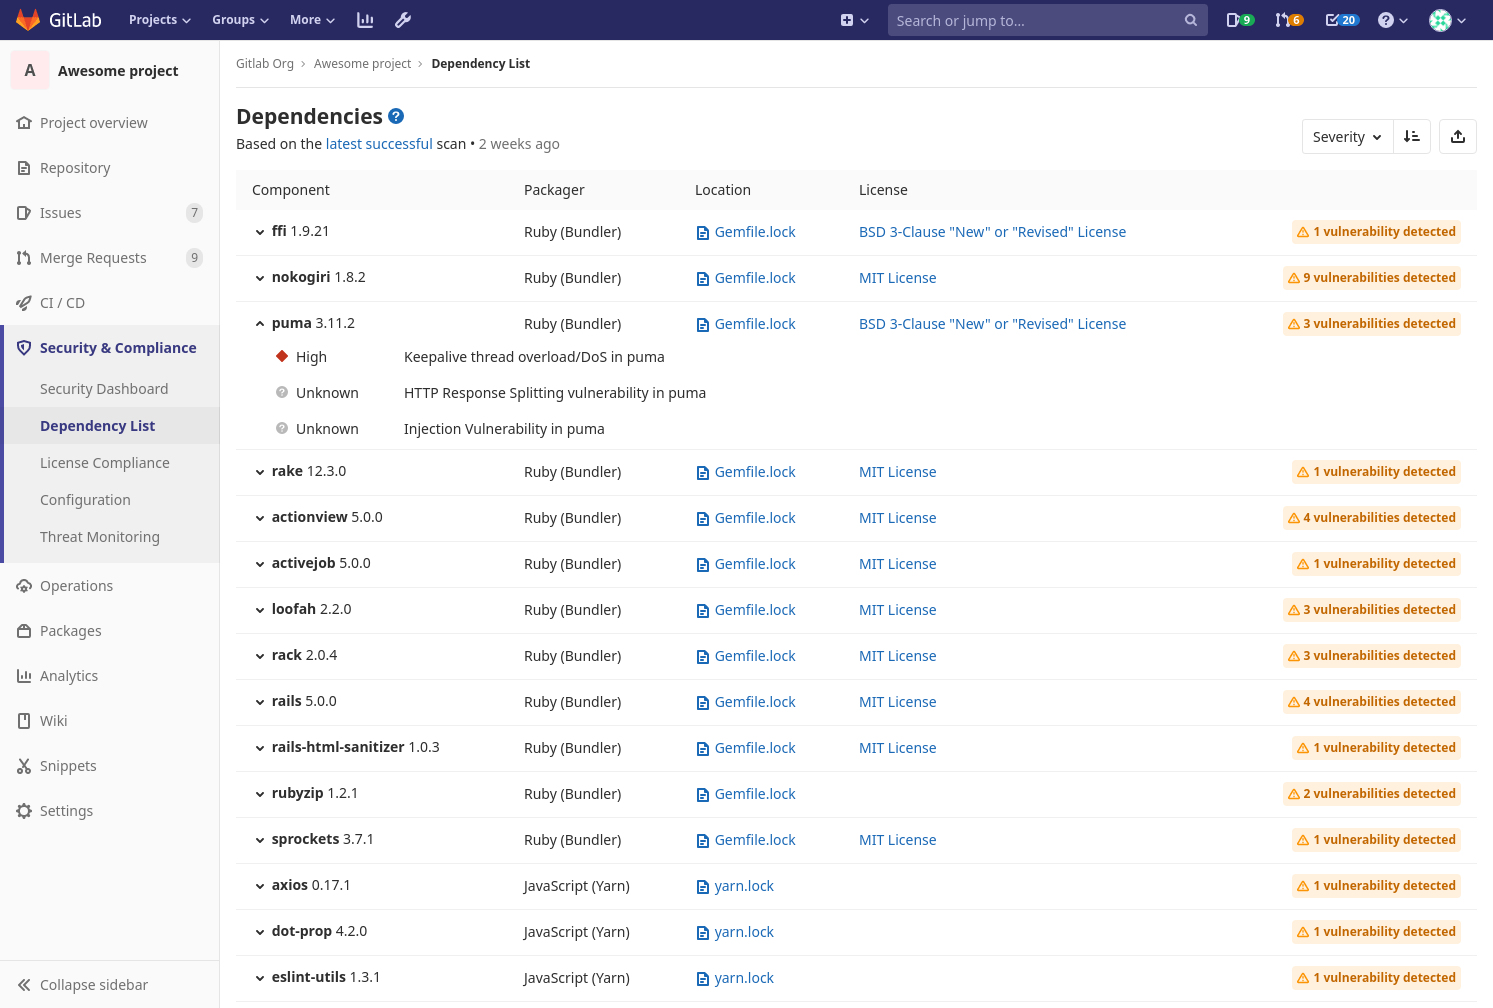 GitLab Projects Groups More Search or jump to... 9 6 20
A Awesome project
Project overview
Repository
Issues 7
Merge Requests 9
CI / CD
Security & Compliance
Security Dashboard
Dependency List
License Compliance
Configuration
Threat Monitoring
Operations
Packages
Analytics
Wiki
Snippets
Settings
Collapse sidebar
Gitlab Org > Awesome project > Dependency List
Dependencies ?
Based on the latest successful scan • 2 weeks ago
Severity
Component Packager Location License
ffi 1.9.21 Ruby (Bundler) Gemfile.lock BSD 3-Clause "New" or "Revised" License 1 vulnerability detected
nokogiri 1.8.2 Ruby (Bundler) Gemfile.lock MIT License 9 vulnerabilities detected
puma 3.11.2 Ruby (Bundler) Gemfile.lock BSD 3-Clause "New" or "Revised" License 3 vulnerabilities detected
High Keepalive thread overload/DoS in puma
Unknown HTTP Response Splitting vulnerability in puma
Unknown Injection Vulnerability in puma
rake 12.3.0 Ruby (Bundler) Gemfile.lock MIT License 1 vulnerability detected
actionview 5.0.0 Ruby (Bundler) Gemfile.lock MIT License 4 vulnerabilities detected
activejob 5.0.0 Ruby (Bundler) Gemfile.lock MIT License 1 vulnerability detected
loofah 2.2.0 Ruby (Bundler) Gemfile.lock MIT License 3 vulnerabilities detected
rack 2.0.4 Ruby (Bundler) Gemfile.lock MIT License 3 vulnerabilities detected
rails 5.0.0 Ruby (Bundler) Gemfile.lock MIT License 4 vulnerabilities detected
rails-html-sanitizer 1.0.3 Ruby (Bundler) Gemfile.lock MIT License 1 vulnerability detected
rubyzip 1.2.1 Ruby (Bundler) Gemfile.lock 2 vulnerabilities detected
sprockets 3.7.1 Ruby (Bundler) Gemfile.lock MIT License 1 vulnerability detected
axios 0.17.1 JavaScript (Yarn) yarn.lock 1 vulnerability detected
dot-prop 4.2.0 JavaScript (Yarn) yarn.lock 1 vulnerability detected
eslint-utils 1.3.1 JavaScript (Yarn) yarn.lock 1 vulnerability detected